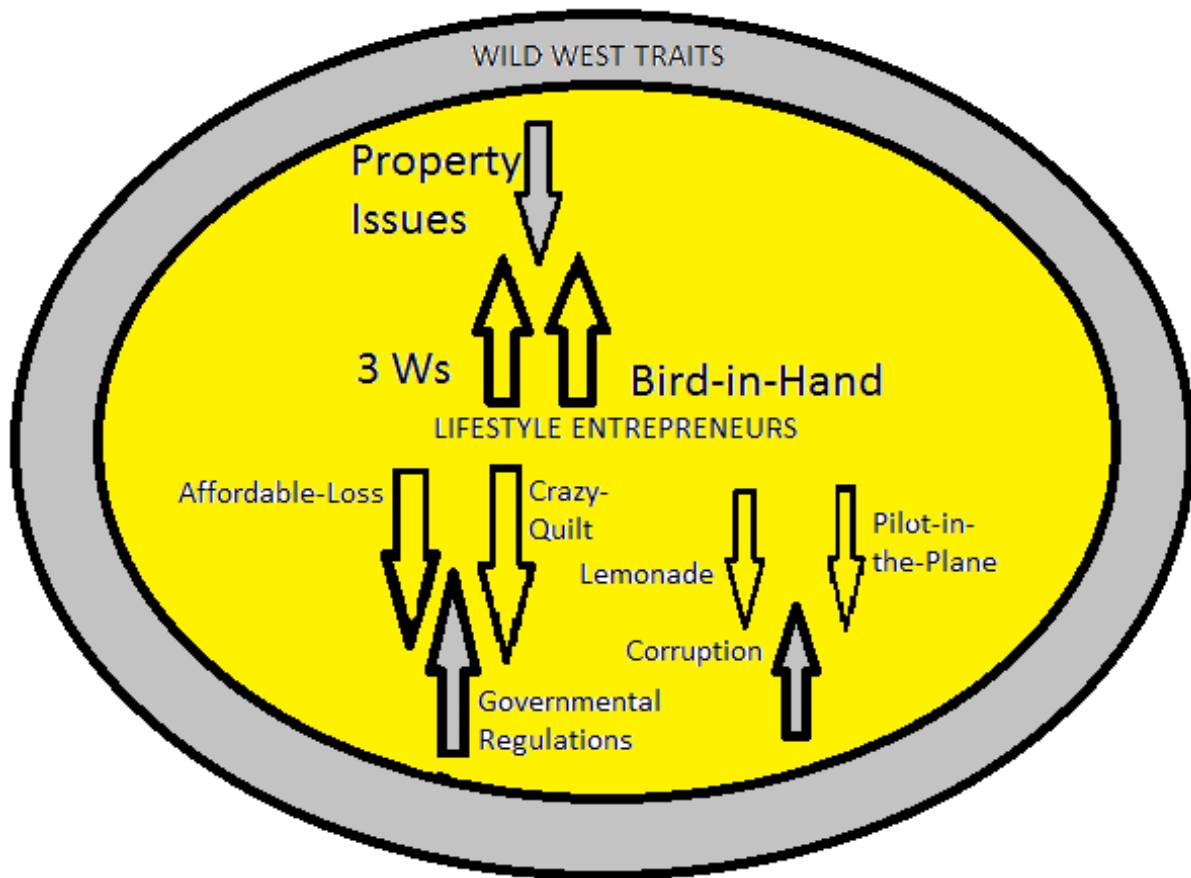 WILD WEST TRAITS
Property
Issues
3 Ws
Bird-in-Hand
LIFESTYLE ENTREPRENEURS
Affordable-Loss
Crazy-
Quilt
Lemonade
Pilot-in-
the-Plane
Corruption
Governmental
Regulations